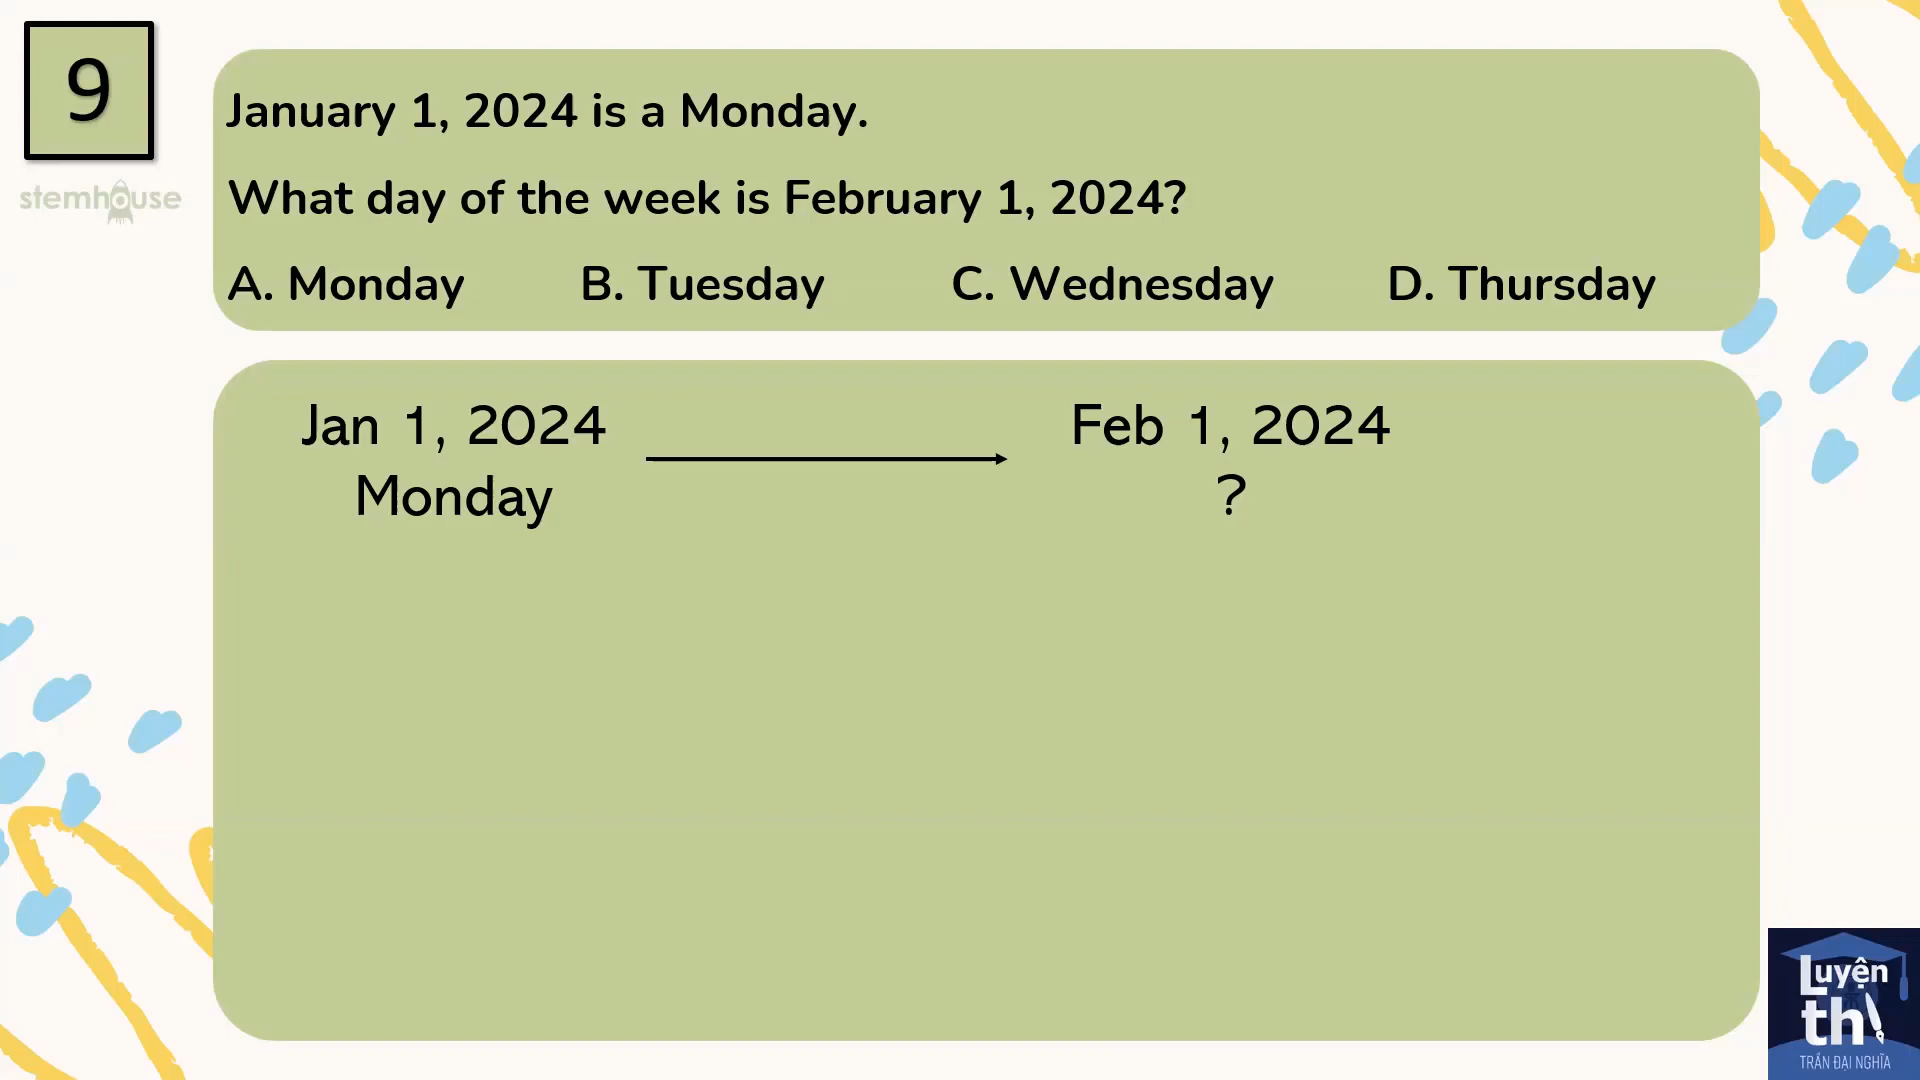 9
stemhouse
January 1, 2024 is a Monday.
What day of the week is February 1, 2024?
A. Monday B. Tuesday C. Wednesday D. Thursday
Jan 1, 2024 Feb 1, 2024
Monday ?
Luyện
thi
TRẦN ĐẠI NGHĨA